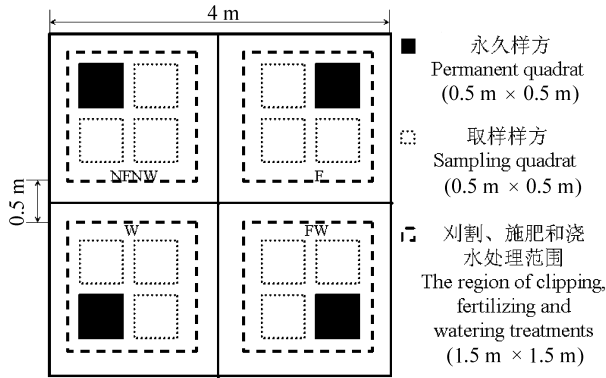 4 m
0.5 m
NFNW
F
W
FW
永久样方
Permanent quadrat
(0.5 m × 0.5 m)
取样样方
Sampling quadrat
(0.5 m × 0.5 m)
刈割、施肥和浇
水处理范围
The region of clipping,
fertilizing and
watering treatments
(1.5 m × 1.5 m)